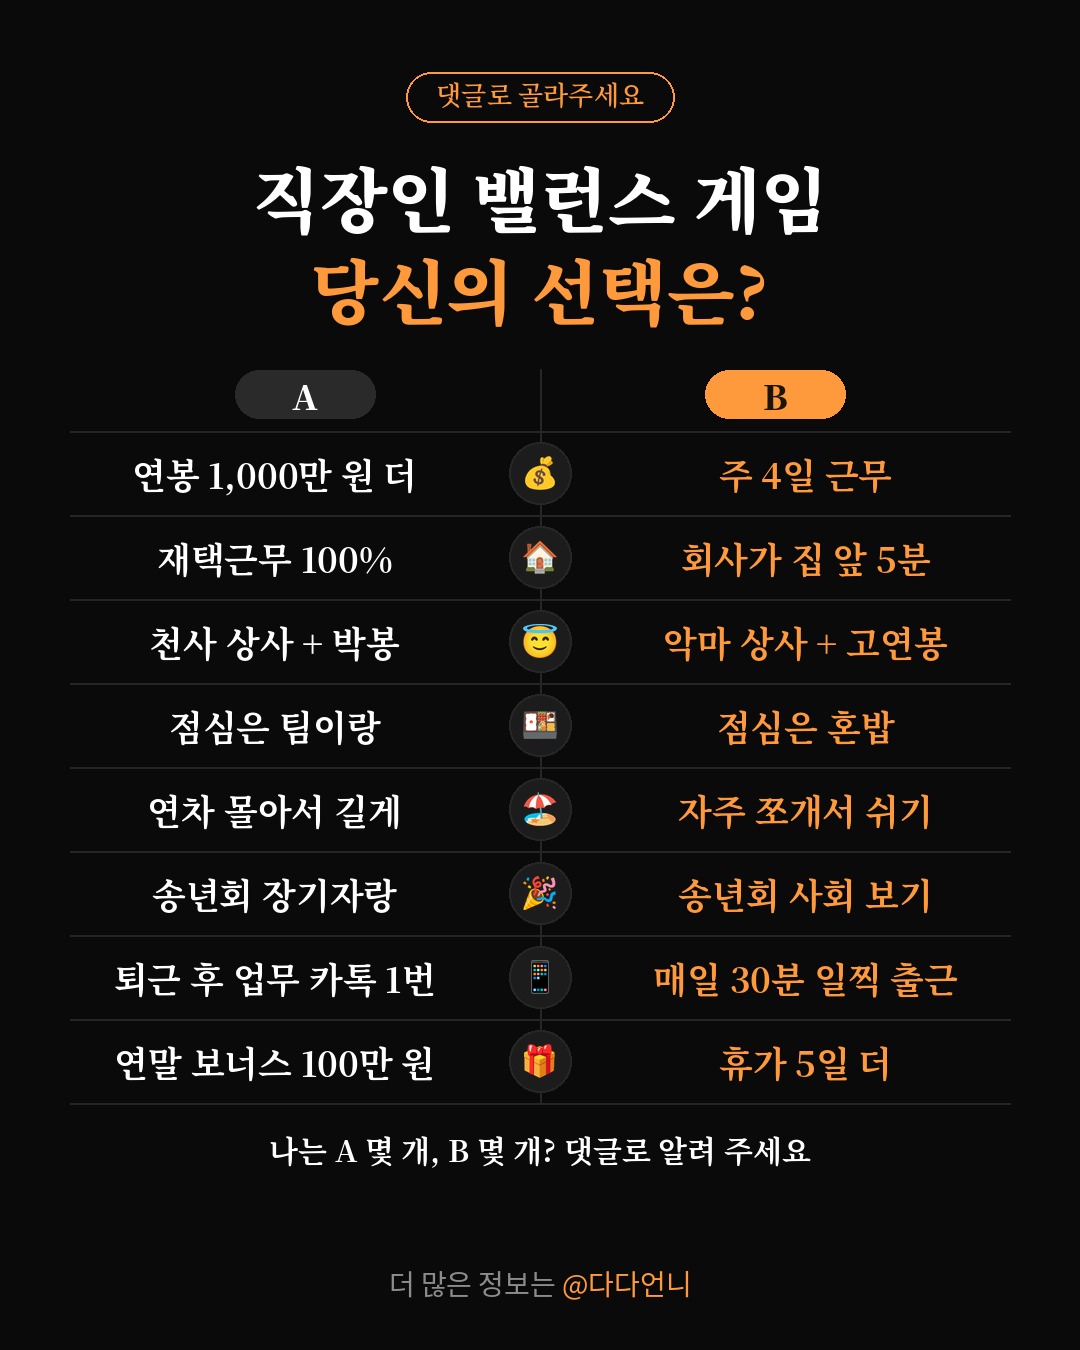 댓글로 골라주세요
직장인 밸런스 게임
당신의 선택은?
A B
연봉 1,000만 원 더 주 4일 근무
재택근무 100% 회사가 집 앞 5분
천사 상사 + 박봉 악마 상사 + 고연봉
점심은 팀이랑 점심은 혼밥
연차 몰아서 길게 자주 쪼개서 쉬기
송년회 장기자랑 송년회 사회 보기
퇴근 후 업무 카톡 1번 매일 30분 일찍 출근
연말 보너스 100만 원 휴가 5일 더
나는 A 몇 개, B 몇 개? 댓글로 알려 주세요
더 많은 정보는 @다다언니